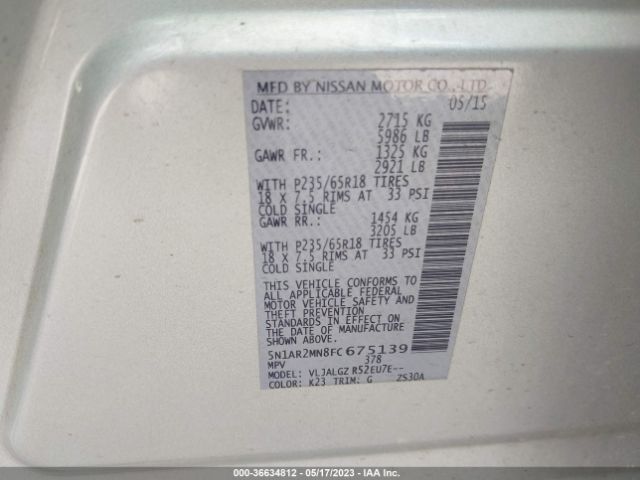 MFD BY NISSAN MOTOR CO., LTD
DATE: 05/15
GVWR: 2715 KG
5986 LB
GAWR FR.: 1325 KG
2921 LB
WITH P235/65R18 TIRES
18 X 7.5 RIMS AT 33 PSI
COLD SINGLE
GAWR RR.: 1454 KG
3205 LB
WITH P235/65R18 TIRES
18 X 7.5 RIMS AT 33 PSI
COLD SINGLE
THIS VEHICLE CONFORMS TO
ALL APPLICABLE FEDERAL
MOTOR VEHICLE SAFETY AND
THEFT PREVENTION
STANDARDS IN EFFECT ON
THE DATE OF MANUFACTURE
SHOWN ABOVE.
5N1AR2MN8FC675139
MPV 378
MODEL: VLJALGZ R52EU7E--
COLOR: K23 TRIM: G ZS30A
000-36634812 - 05/17/2023 - IAA Inc.